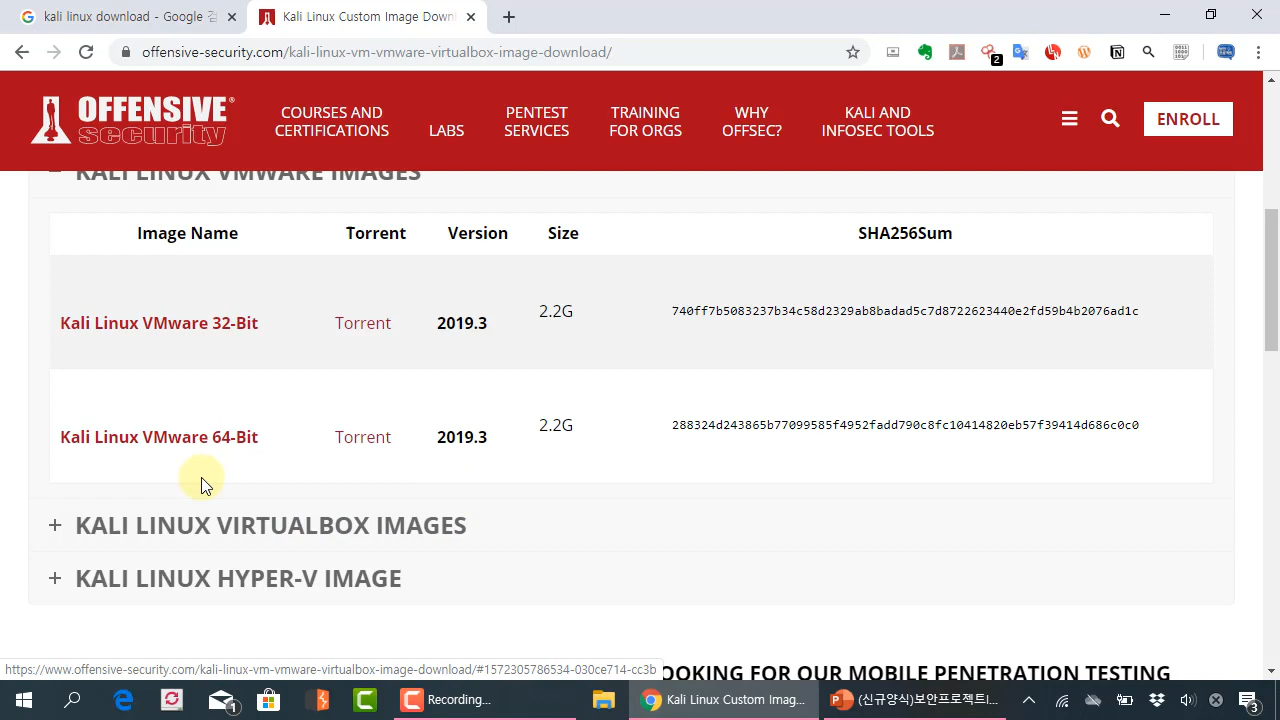 kali linux download - Google 검
Kali Linux Custom Image Downl
offensive-security.com/kali-linux-vm-vmware-virtualbox-image-download/
2
OFFENSIVE®
security
COURSES AND
CERTIFICATIONS
LABS
PENTEST
SERVICES
TRAINING
FOR ORGS
WHY
OFFSEC?
KALI AND
INFOSEC TOOLS
ENROLL
KALI LINUX VMWARE IMAGES
Image Name Torrent Version Size SHA256Sum
Kali Linux VMware 32-Bit Torrent 2019.3 2.2G 740ff7b5083237b34c58d2329ab8badad5c7d8722623440e2fd59b4b2076ad1c
Kali Linux VMware 64-Bit Torrent 2019.3 2.2G 288324d243865b77099585f4952fadd790c8fc10414820eb57f39414d686c0c0
+ KALI LINUX VIRTUALBOX IMAGES
+ KALI LINUX HYPER-V IMAGE
OOKING FOR OUR MOBILE PENETRATION TESTING
https://www.offensive-security.com/kali-linux-vm-vmware-virtualbox-image-download/#1572305786534-030ce714-cc3b
1
Recording...
Kali Linux Custom Imag...
(신규양식)보안프로젝트I...
3